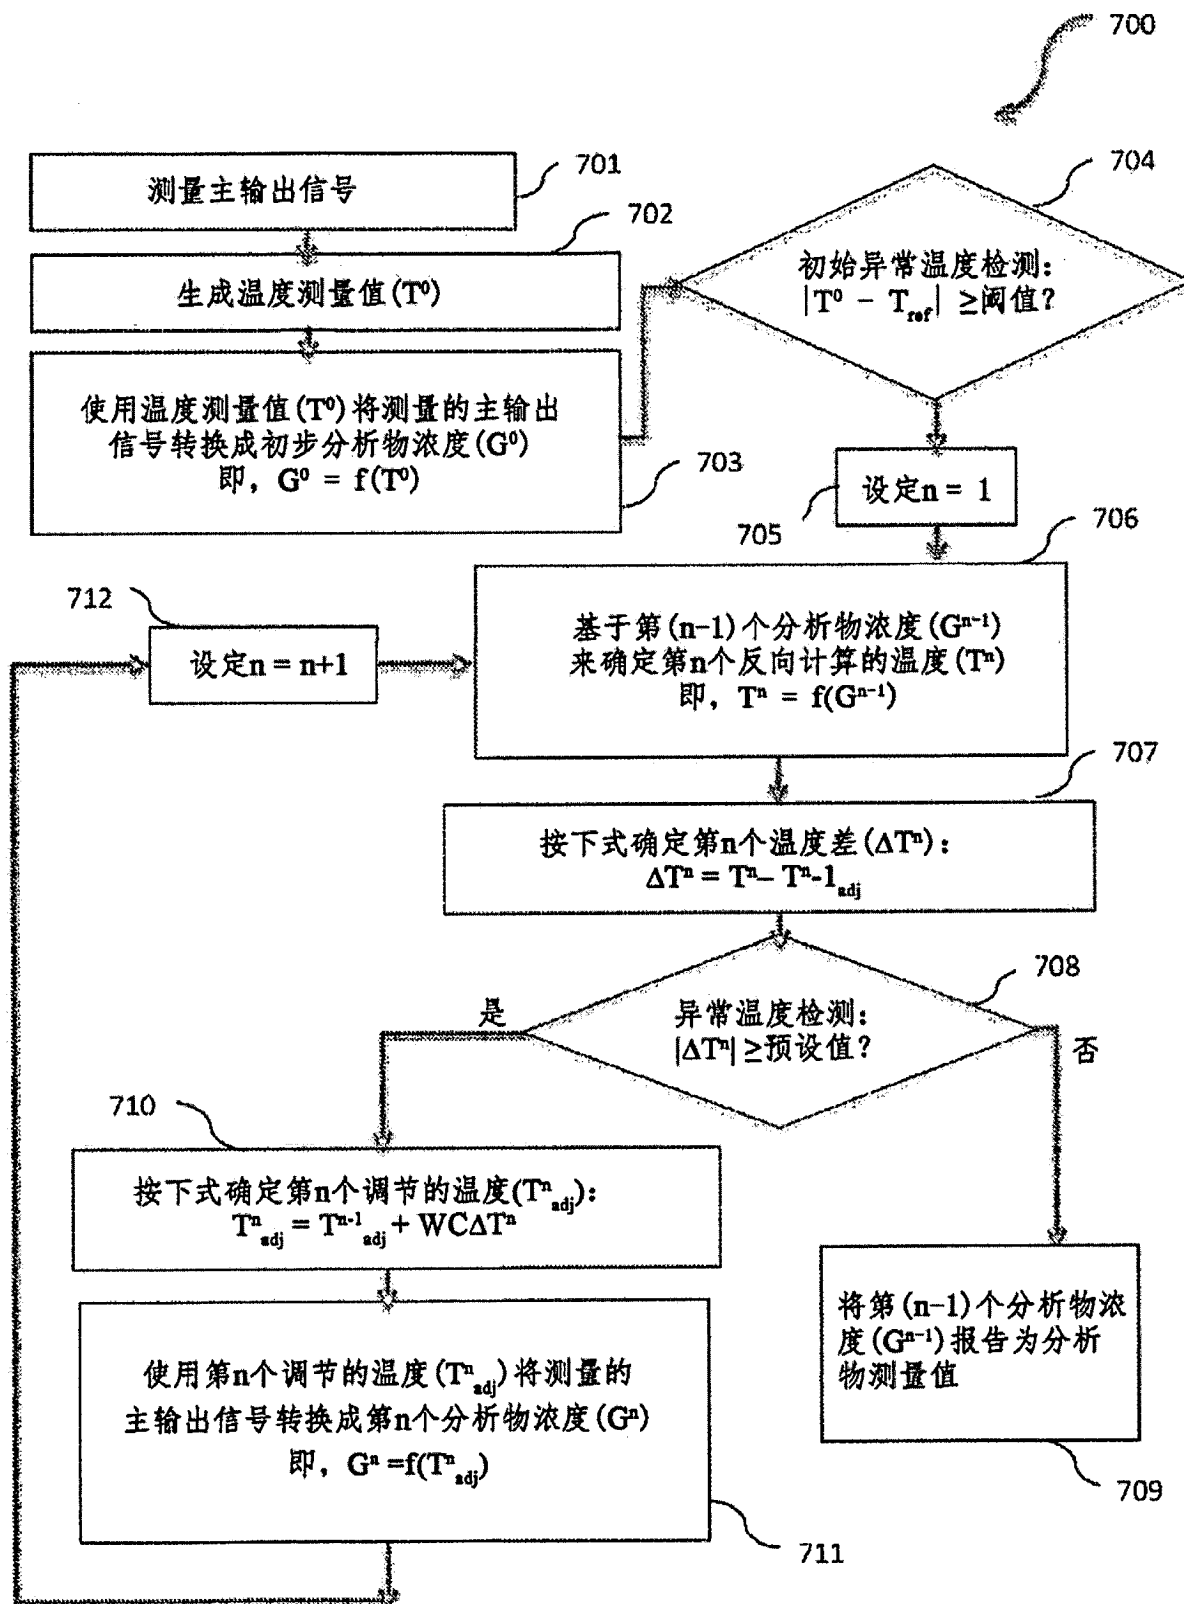 700
701
测量主输出信号
702
生成温度测量值(T⁰)
使用温度测量值(T⁰)将测量的主输出
信号转换成初步分析物浓度(G⁰)
即，G⁰ = f(T⁰)
703
704
初始异常温度检测：
|T⁰ - T_ref| ≥阈值？
设定n = 1
705
706
基于第(n-1)个分析物浓度(Gⁿ⁻¹)
来确定第n个反向计算的温度(Tⁿ)
即，Tⁿ = f(Gⁿ⁻¹)
712
设定n = n+1
707
按下式确定第n个温度差(ΔTⁿ)：
ΔTⁿ = Tⁿ– Tⁿ-1_adj
708
异常温度检测：
|ΔTⁿ| ≥预设值？
是
否
710
按下式确定第n个调节的温度(Tⁿ_adj)：
Tⁿ_adj = Tⁿ⁻¹_adj + WCΔTⁿ
使用第n个调节的温度(Tⁿ_adj)将测量的
主输出信号转换成第n个分析物浓度(Gⁿ)
即，Gⁿ =f(Tⁿ_adj)
711
将第(n-1)个分析物浓
度(Gⁿ⁻¹)报告为分析
物测量值
709